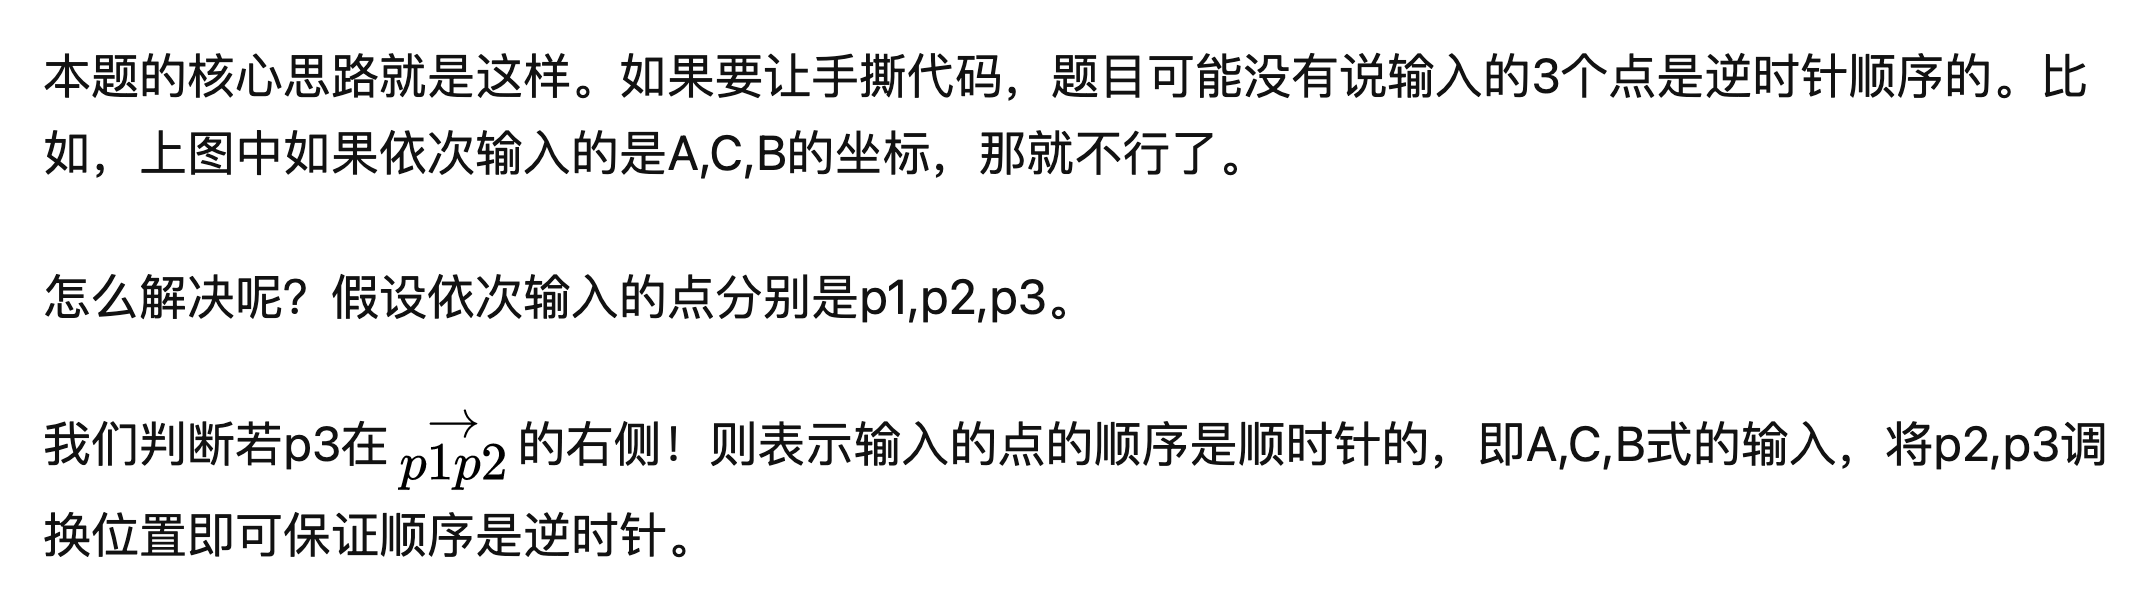 本题的核心思路就是这样。如果要让手撕代码，题目可能没有说输入的3个点是逆时针顺序的。比
如，上图中如果依次输入的是A,C,B的坐标，那就不行了。
怎么解决呢？假设依次输入的点分别是p1,p2,p3。
我们判断若p3在 $\overrightarrow{p1p2}$ 的右侧！则表示输入的点的顺序是顺时针的，即A,C,B式的输入，将p2,p3调
换位置即可保证顺序是逆时针。